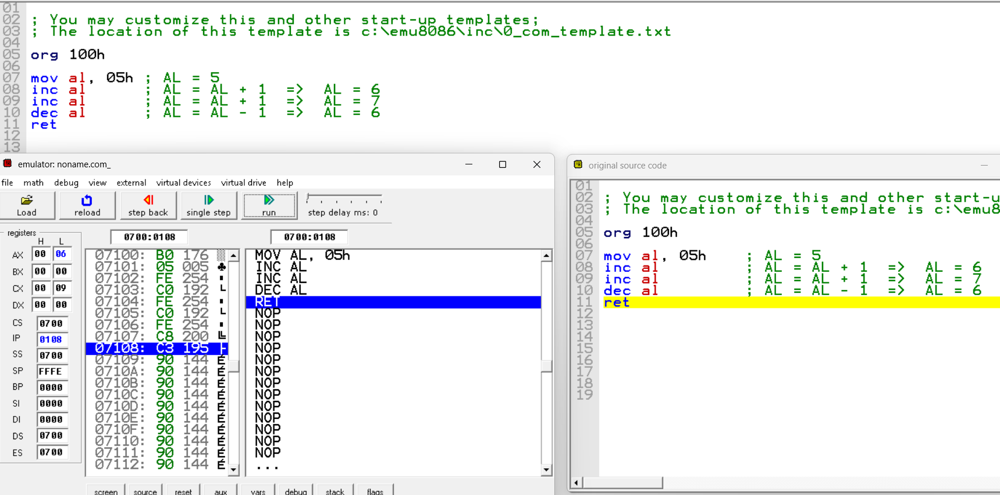 01
02 ; You may customize this and other start-up templates;
03 ; The location of this template is c:\emu8086\inc\0_com_template.txt
04
05 org 100h
06
07 mov al, 05h ; AL = 5
08 inc al ; AL = AL + 1 => AL = 6
09 inc al ; AL = AL + 1 => AL = 7
10 dec al ; AL = AL - 1 => AL = 6
11 ret
12
13
emulator: noname.com_
file math debug view external virtual devices virtual drive help
Load reload step back single step run step delay ms: 0
registers
H L
AX 00 06
BX 00 00
CX 00 09
DX 00 00
CS 0700
IP 0108
SS 0700
SP FFFE
BP 0000
SI 0000
DI 0000
DS 0700
ES 0700
0700:0108 0700:0108
07100: B0 176 ▒
07101: 05 005 ♣
07102: FE 254 ▪
07103: C0 192 └
07104: FE 254 ▪
07105: C0 192 └
07106: FE 254 ▪
07107: C8 200 ╚
07108: C3 195 ├
07109: 90 144 É
0710A: 90 144 É
0710B: 90 144 É
0710C: 90 144 É
0710D: 90 144 É
0710E: 90 144 É
0710F: 90 144 É
07110: 90 144 É
07111: 90 144 É
07112: 90 144 É
MOV AL, 05h
INC AL
INC AL
DEC AL
RET
NOP
NOP
NOP
NOP
NOP
NOP
NOP
NOP
NOP
NOP
NOP
NOP
NOP
...
screen source reset aux vars debug stack flags
original source code
01
02 ; You may customize this and other start-u
03 ; The location of this template is c:\emu8
04
05 org 100h
06
07 mov al, 05h ; AL = 5
08 inc al ; AL = AL + 1 => AL = 6
09 inc al ; AL = AL + 1 => AL = 7
10 dec al ; AL = AL - 1 => AL = 6
11 ret
12
13
14
15
16
17
18
19